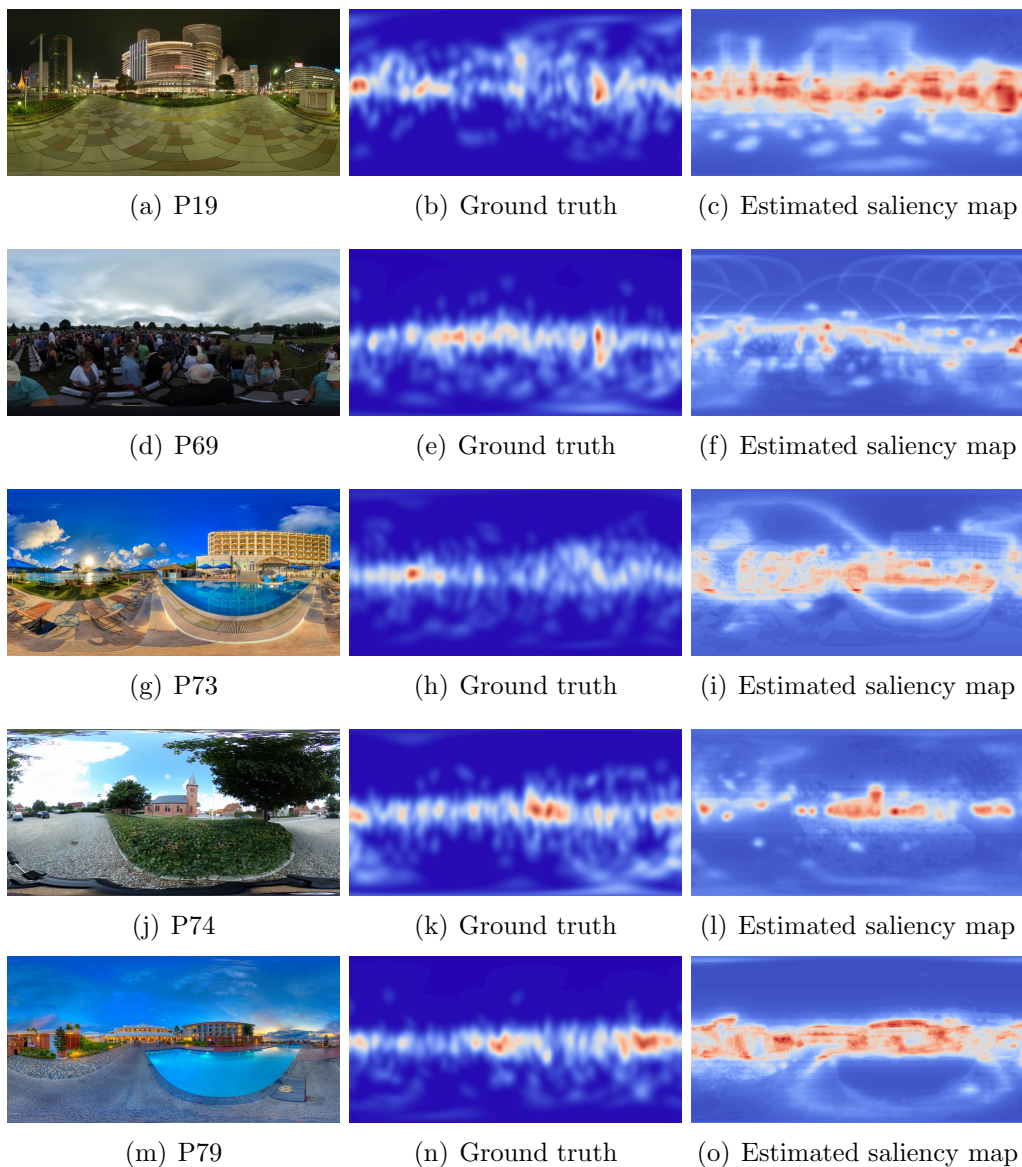 (a) P19
(b) Ground truth
(c) Estimated saliency map
(d) P69
(e) Ground truth
(f) Estimated saliency map
(g) P73
(h) Ground truth
(i) Estimated saliency map
(j) P74
(k) Ground truth
(l) Estimated saliency map
(m) P79
(n) Ground truth
(o) Estimated saliency map